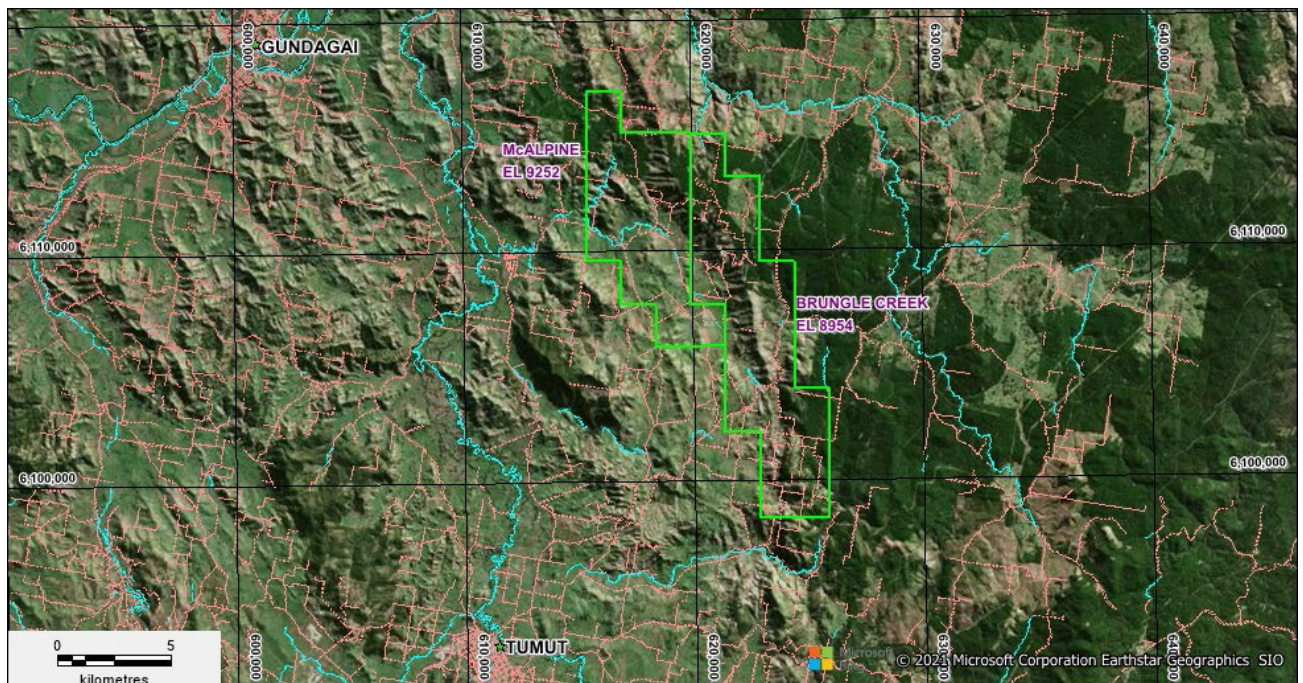 600,000
610,000
620,000
630,000
640,000
GUNDAGAI
McALPINE
EL 9252
6,110,000
6,110,000
BRUNGLE CREEK
EL 8954
6,100,000
6,100,000
600,000
610,000
620,000
630,000
640,000
TUMUT
0 5
kilometres
Microsoft
© 2021 Microsoft Corporation Earthstar Geographics SIO